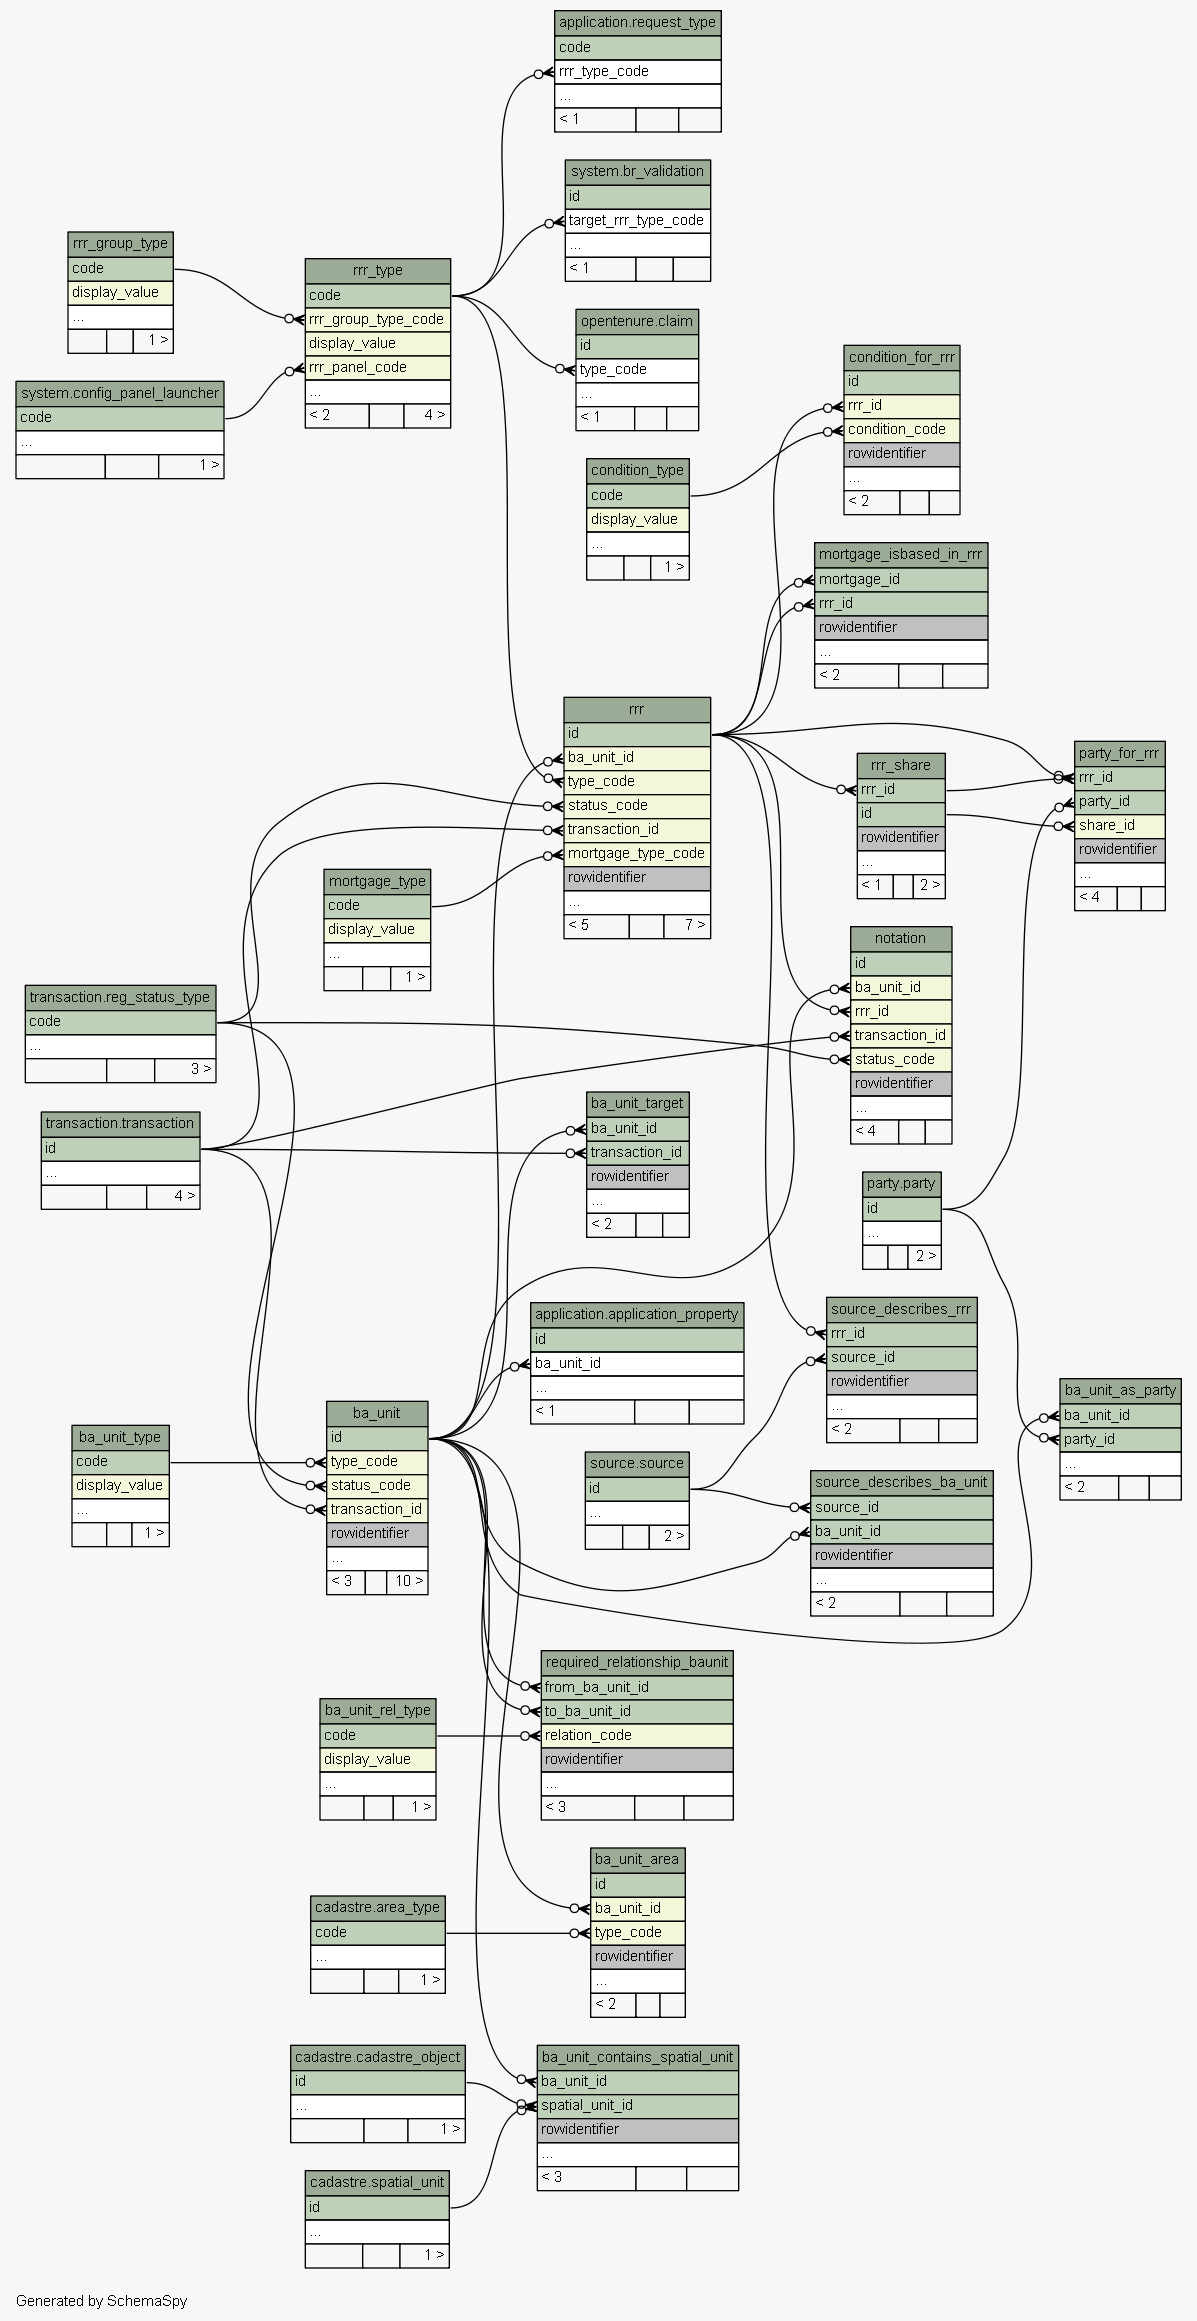 application.request_type
code
rrr_type_code
...
< 1
system.br_validation
id
target_rrr_type_code
...
< 1
rrr_group_type
code
display_value
...
1 >
rrr_type
code
rrr_group_type_code
display_value
rrr_panel_code
...
< 2 4 >
opentenure.claim
id
type_code
...
< 1
condition_for_rrr
id
rrr_id
condition_code
rowidentifier
...
< 2
system.config_panel_launcher
code
...
1 >
condition_type
code
display_value
...
1 >
mortgage_isbased_in_rrr
mortgage_id
rrr_id
rowidentifier
...
< 2
rrr
id
ba_unit_id
type_code
status_code
transaction_id
mortgage_type_code
rowidentifier
...
< 5 7 >
rrr_share
rrr_id
id
rowidentifier
...
< 1 2 >
party_for_rrr
rrr_id
party_id
share_id
rowidentifier
...
< 4
mortgage_type
code
display_value
...
1 >
notation
id
ba_unit_id
rrr_id
transaction_id
status_code
rowidentifier
...
< 4
transaction.reg_status_type
code
...
3 >
transaction.transaction
id
...
4 >
ba_unit_target
ba_unit_id
transaction_id
rowidentifier
...
< 2
party.party
id
...
2 >
application.application_property
id
ba_unit_id
...
< 1
source_describes_rrr
rrr_id
source_id
rowidentifier
...
< 2
ba_unit_as_party
ba_unit_id
party_id
...
< 2
ba_unit
id
type_code
status_code
transaction_id
rowidentifier
...
< 3 10 >
ba_unit_type
code
display_value
...
1 >
source.source
id
...
2 >
source_describes_ba_unit
source_id
ba_unit_id
rowidentifier
...
< 2
required_relationship_baunit
from_ba_unit_id
to_ba_unit_id
relation_code
rowidentifier
...
< 3
ba_unit_rel_type
code
display_value
...
1 >
ba_unit_area
id
ba_unit_id
type_code
rowidentifier
...
< 2
cadastre.area_type
code
...
1 >
cadastre.cadastre_object
id
...
1 >
ba_unit_contains_spatial_unit
ba_unit_id
spatial_unit_id
rowidentifier
...
< 3
cadastre.spatial_unit
id
...
1 >
Generated by SchemaSpy